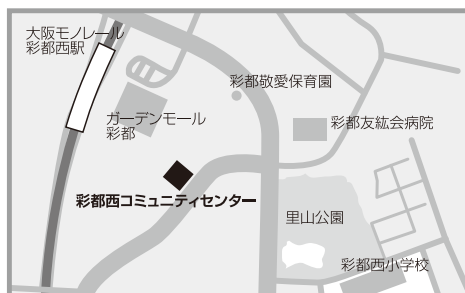 大阪モノレール
彩都西駅
彩都敬愛保育園
ガーデンモール
彩都
彩都友紘会病院
彩都西コミュニティセンター
里山公園
彩都西小学校